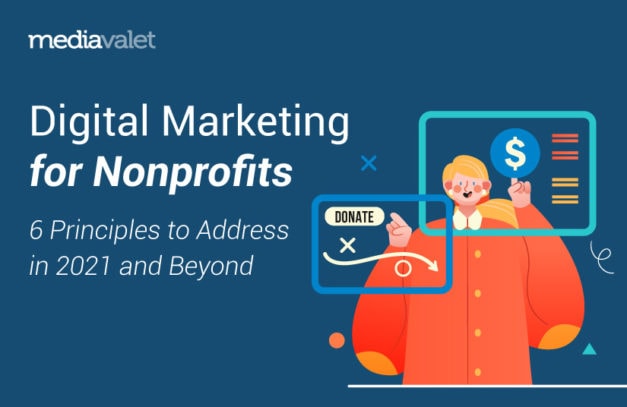 mediavalet
Digital Marketing
for Nonprofits
6 Principles to Address
in 2021 and Beyond
$
DONATE